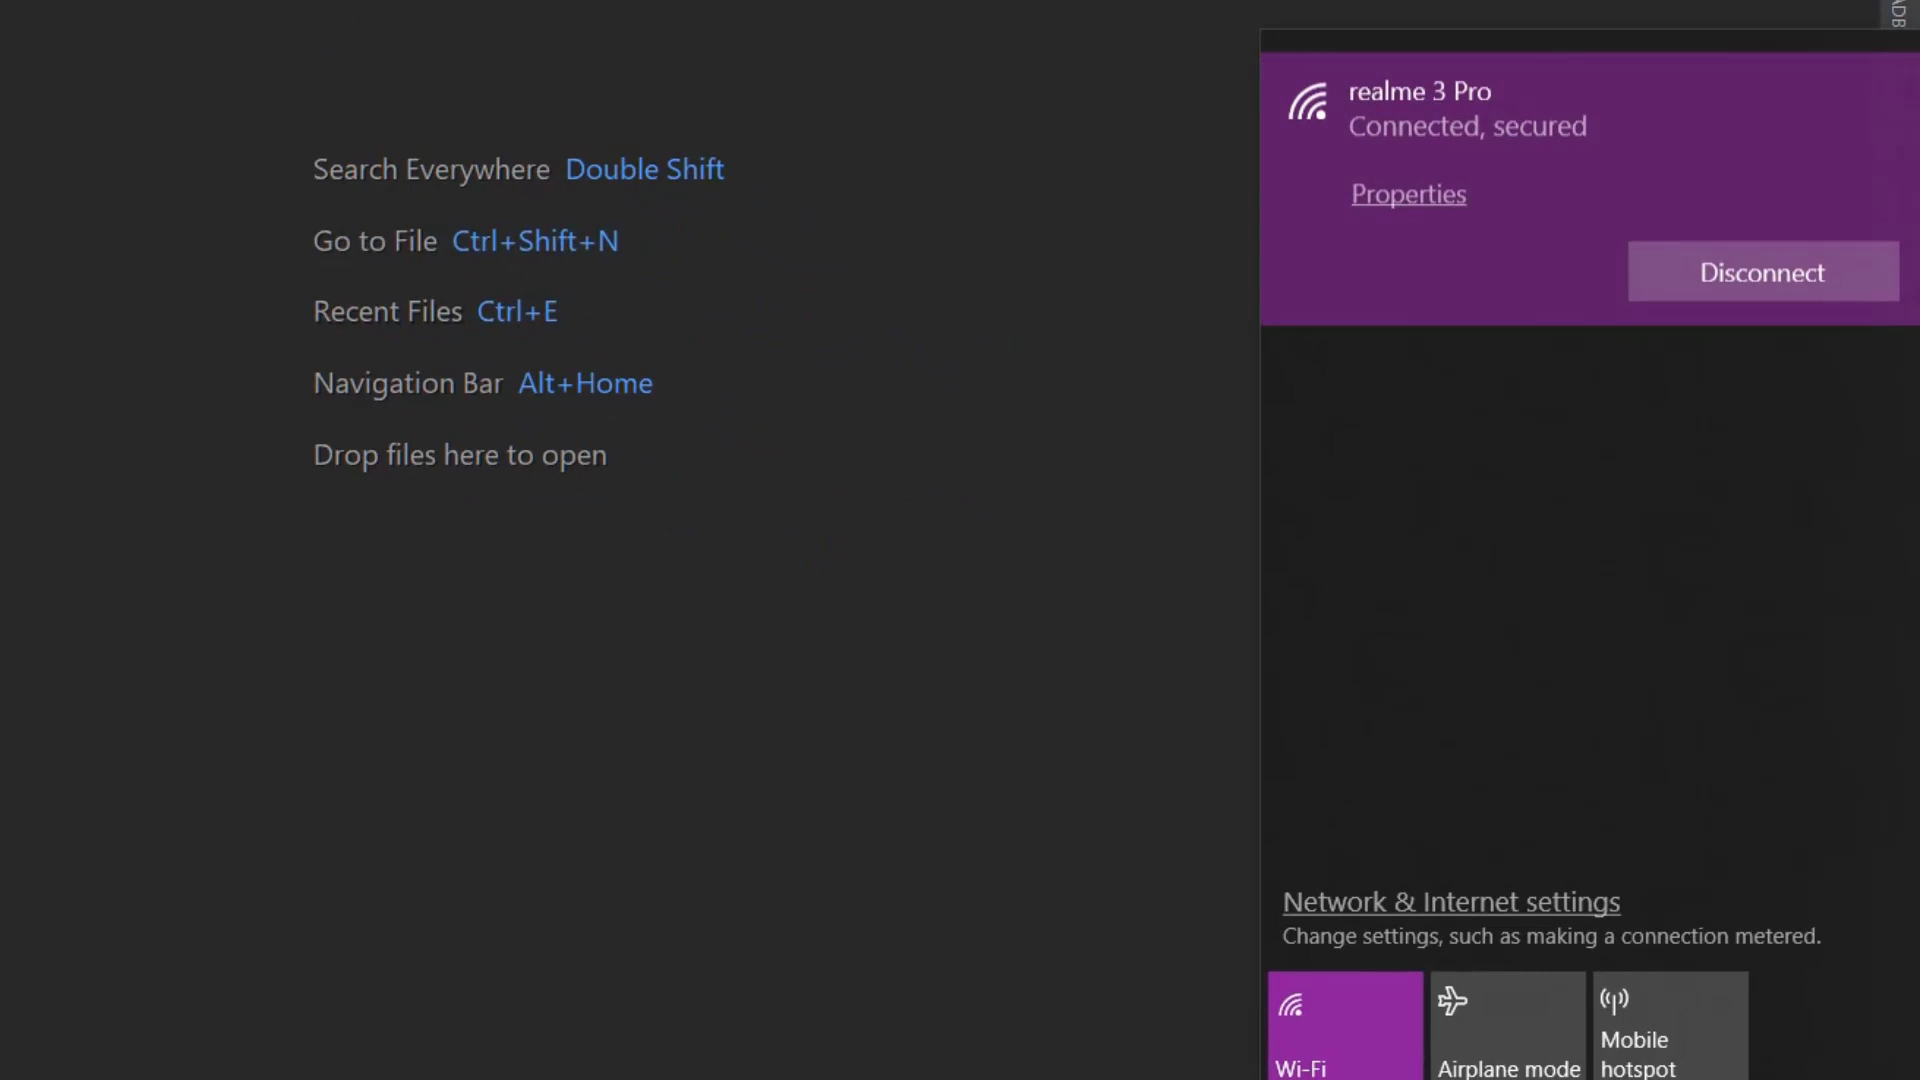 Search Everywhere Double Shift
Go to File Ctrl+Shift+N
Recent Files Ctrl+E
Navigation Bar Alt+Home
Drop files here to open
ADB
realme 3 Pro
Connected, secured
Properties
Disconnect
Network & Internet settings
Change settings, such as making a connection metered.
Wi-Fi
Airplane mode
Mobile
hotspot